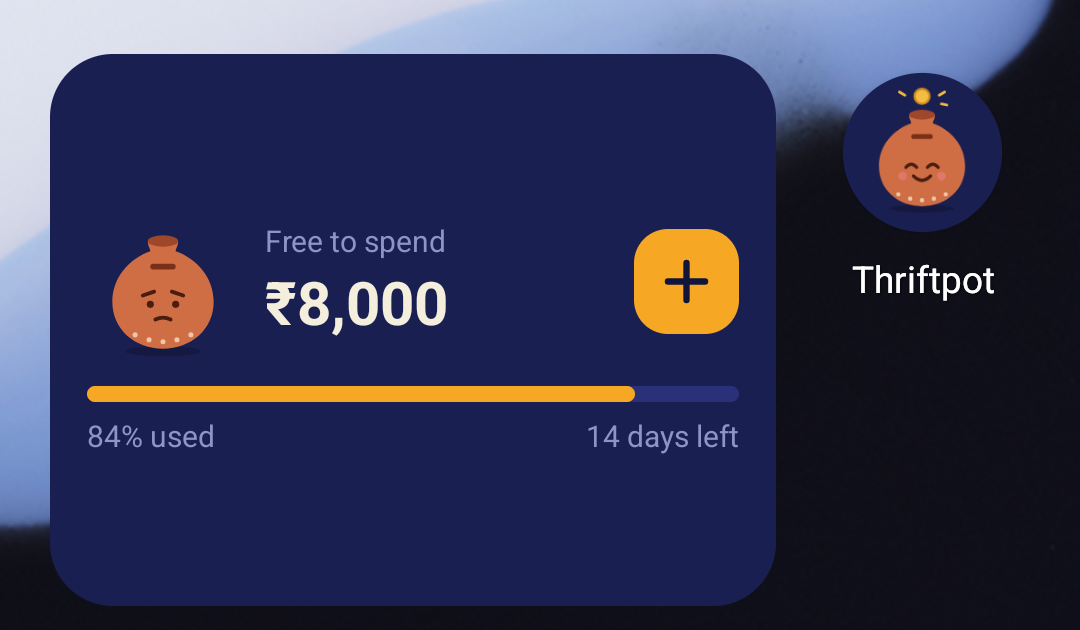 Free to spend
₹8,000
84% used
14 days left
Thriftpot